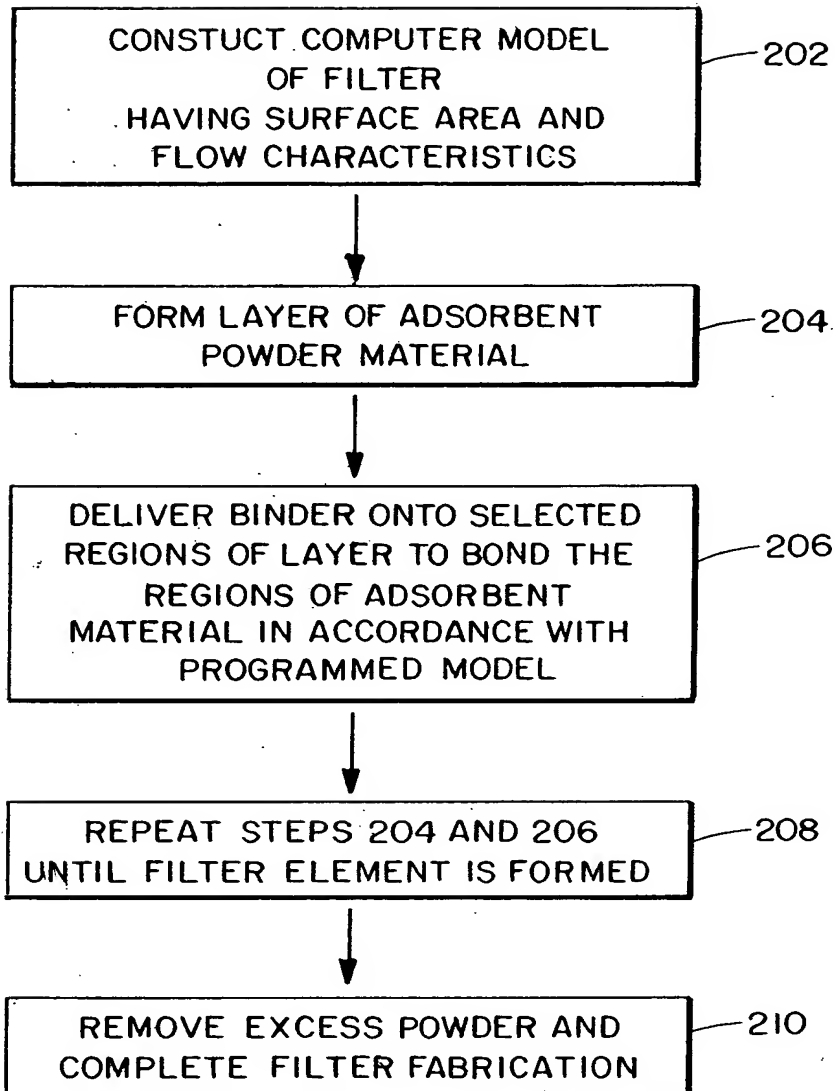 CONSTUCT COMPUTER MODEL
OF FILTER
HAVING SURFACE AREA AND
FLOW CHARACTERISTICS
202
FORM LAYER OF ADSORBENT
POWDER MATERIAL
204
DELIVER BINDER ONTO SELECTED
REGIONS OF LAYER TO BOND THE
REGIONS OF ADSORBENT
MATERIAL IN ACCORDANCE WITH
PROGRAMMED MODEL
206
REPEAT STEPS 204 AND 206
UNTIL FILTER ELEMENT IS FORMED
208
REMOVE EXCESS POWDER AND
COMPLETE FILTER FABRICATION
210